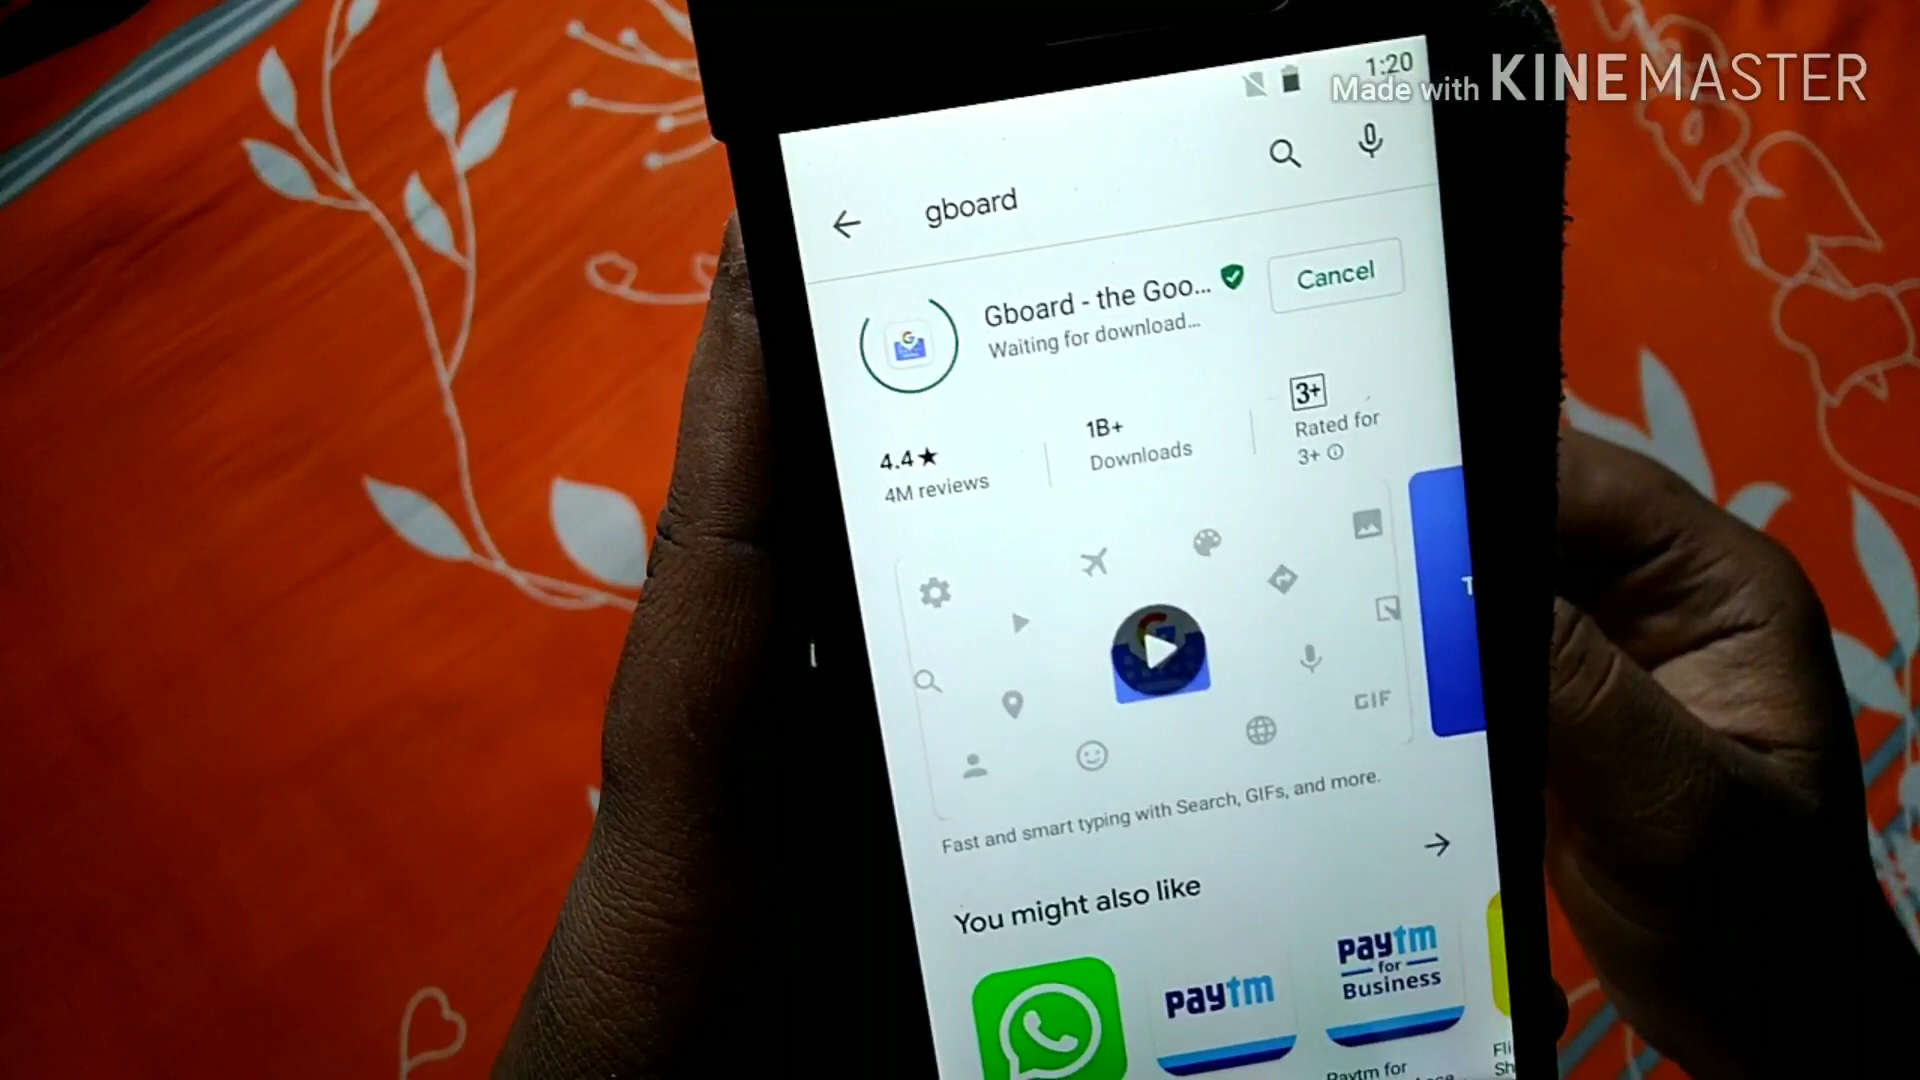 1:20
Made with KINEMASTER
gboard
Gboard - the Goo...
Waiting for download...
Cancel
4.4★
4M reviews
1B+
Downloads
3+
Rated for
3+
T
GIF
Fast and smart typing with Search, GIFs, and more.
You might also like
paytm
paytm
for
Business
Paytm for
Fli
Sh